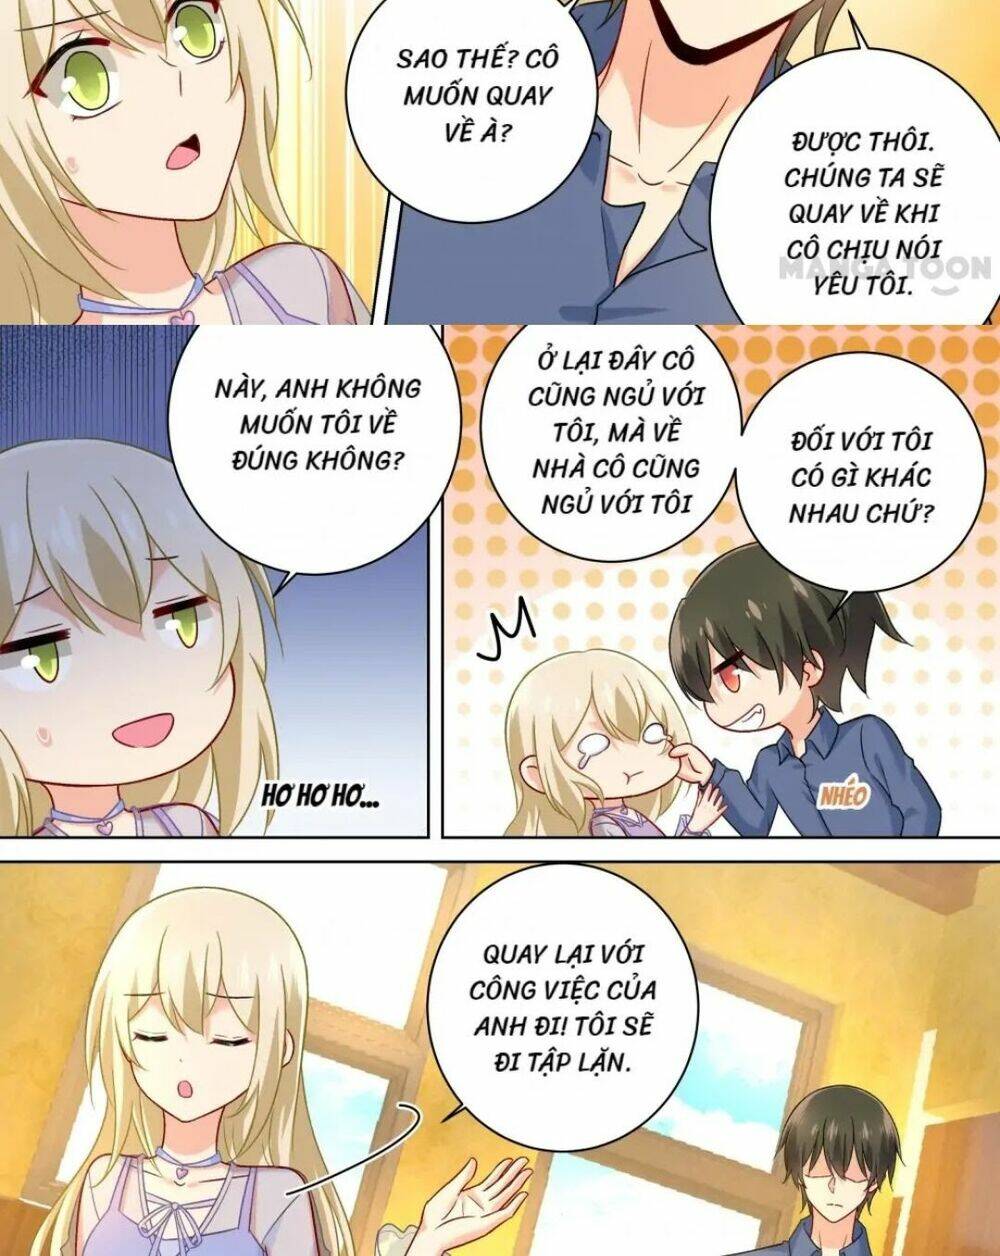 SAO THẾ? CÔ
MUỐN QUAY
VỀ À?
ĐƯỢC THÔI.
CHÚNG TA SẼ
QUAY VỀ KHI
CÔ CHỊU NÓI
YÊU TÔI.
MANGA TOON
NÀY, ANH KHÔNG
MUỐN TÔI VỀ
ĐÚNG KHÔNG?
HƠ HƠ HƠ...
Ở LẠI ĐÂY CÔ
CŨNG NGỦ VỚI
TÔI, MÀ VỀ
NHÀ CÔ CŨNG
NGỦ VỚI TÔI
ĐỐI VỚI TÔI
CÓ GÌ KHÁC
NHAU CHỨ?
NHÉO
QUAY LẠI VỚI
CÔNG VIỆC CỦA
ANH ĐI! TÔI SẼ
ĐI TẬP LẶN.